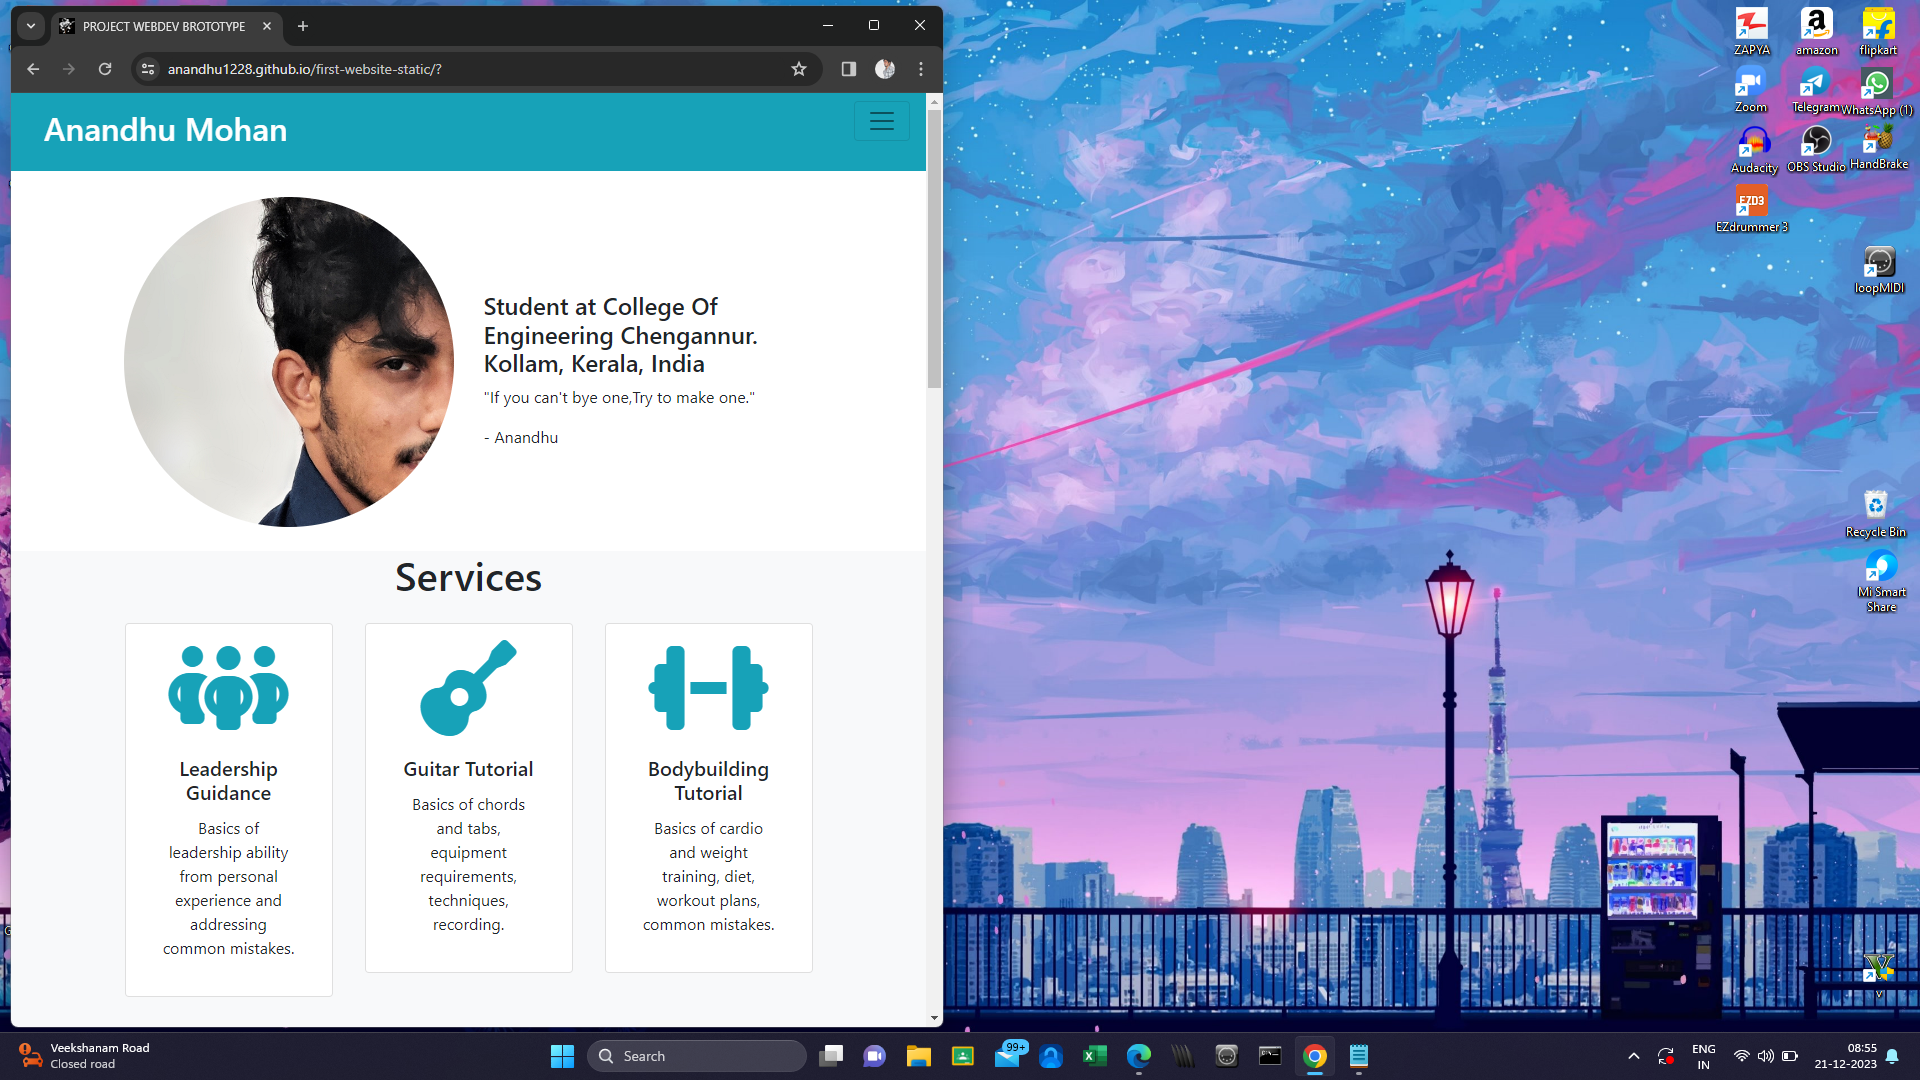 PROJECT WEBDEV BROTOTYPE
anandhu1228.github.io/first-website-static/?
Anandhu Mohan
Student at College Of
Engineering Chengannur.
Kollam, Kerala, India
"If you can't bye one,Try to make one."
- Anandhu
Services
Leadership
Guidance
Basics of
leadership ability
from personal
experience and
addressing
common mistakes.
Guitar Tutorial
Basics of chords
and tabs,
equipment
requirements,
techniques,
recording.
Bodybuilding
Tutorial
Basics of cardio
and weight
training, diet,
workout plans,
common mistakes.
ZAPYA
amazon
flipkart
Zoom
Telegram
WhatsApp (1)
Audacity
OBS Studio
HandBrake
EZD3
EZdrummer 3
loopMIDI
Recycle Bin
Mi Smart
Share
V
Veekshanam Road
Closed road
Search
99+
ENG
IN
08:55
21-12-2023